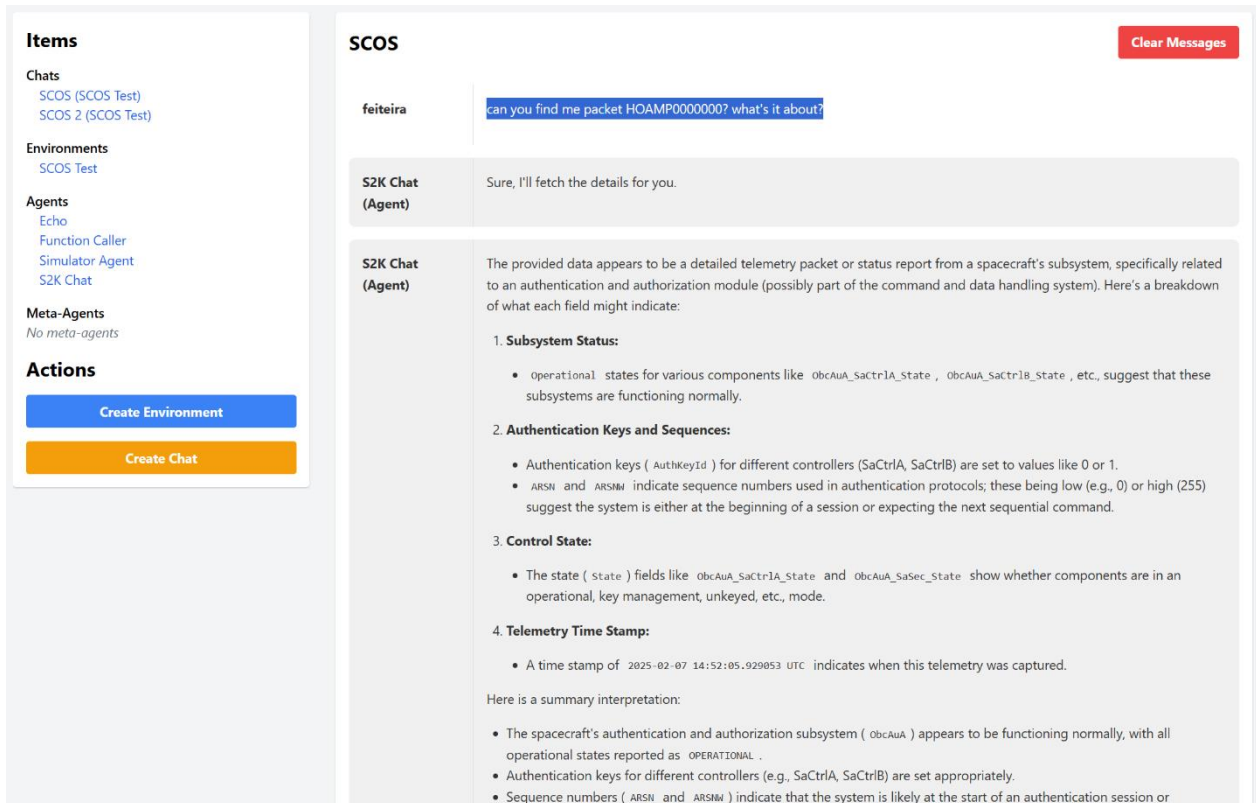 Items
Chats
SCOS (SCOS Test)
SCOS 2 (SCOS Test)
Environments
SCOS Test
Agents
Echo
Function Caller
Simulator Agent
S2K Chat
Meta-Agents
No meta-agents
Actions
Create Environment
Create Chat
SCOS
Clear Messages
feiteira
can you find me packet HOAMP0000000? what's it about?
S2K Chat
(Agent)
Sure, I'll fetch the details for you.
S2K Chat
(Agent)
The provided data appears to be a detailed telemetry packet or status report from a spacecraft's subsystem, specifically related
to an authentication and authorization module (possibly part of the command and data handling system). Here's a breakdown
of what each field might indicate:
1. Subsystem Status:
• Operational states for various components like ObcAuA_SaCtrlA_State , ObcAuA_SaCtrlB_State , etc., suggest that these
subsystems are functioning normally.
2. Authentication Keys and Sequences:
• Authentication keys ( AuthKeyId ) for different controllers (SaCtrlA, SaCtrlB) are set to values like 0 or 1.
• ARSN and ARSNW indicate sequence numbers used in authentication protocols; these being low (e.g., 0) or high (255)
suggest the system is either at the beginning of a session or expecting the next sequential command.
3. Control State:
• The state ( State ) fields like ObcAuA_SaCtrlA_State and ObcAuA_SaSec_State show whether components are in an
operational, key management, unkeyed, etc., mode.
4. Telemetry Time Stamp:
• A time stamp of 2025-02-07 14:52:05.929053 UTC indicates when this telemetry was captured.
Here is a summary interpretation:
• The spacecraft's authentication and authorization subsystem ( ObcAuA ) appears to be functioning normally, with all
operational states reported as OPERATIONAL .
• Authentication keys for different controllers (e.g., SaCtrlA, SaCtrlB) are set appropriately.
• Sequence numbers ( ARSN and ARSNW ) indicate that the system is likely at the start of an authentication session or